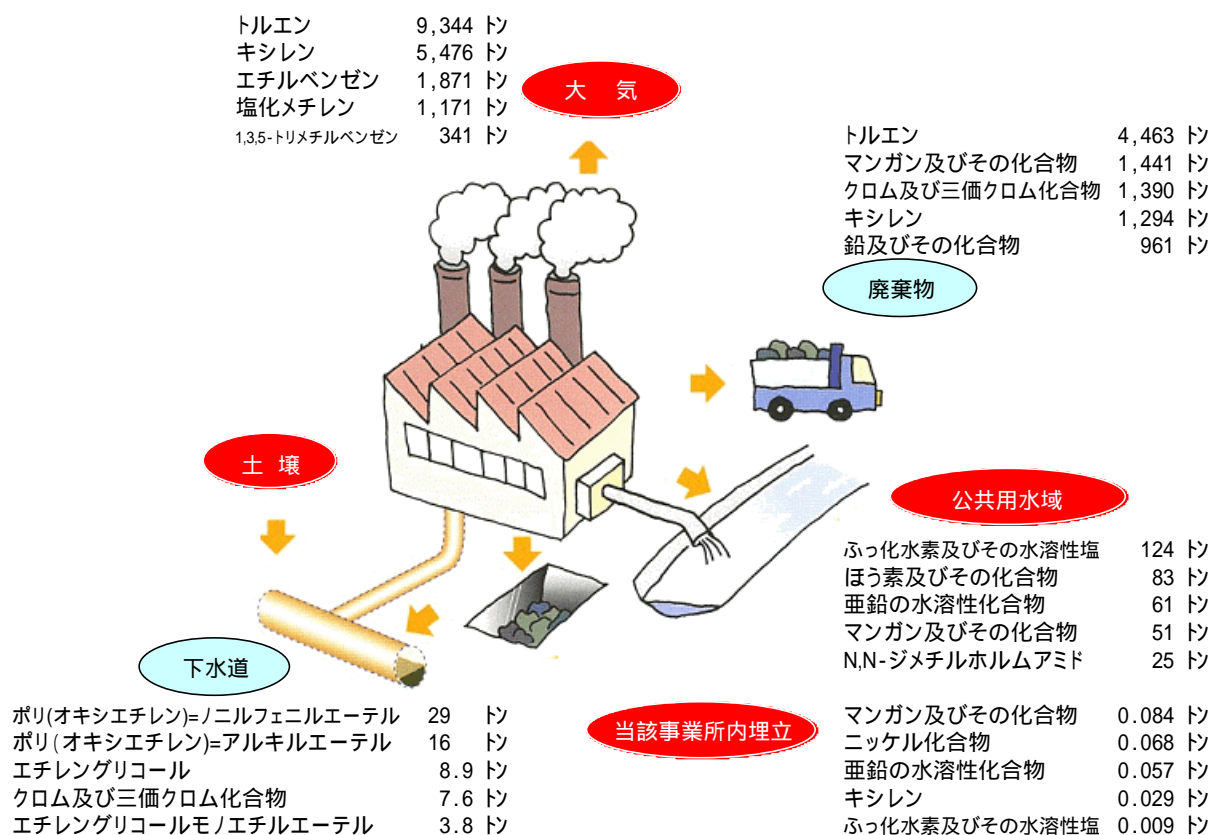 トルエン 9,344 トン
キシレン 5,476 トン
エチルベンゼン 1,871 トン
塩化メチレン 1,171 トン
1,3,5-トリメチルベンゼン 341 トン
大 気
トルエン 4,463 トン
マンガン及びその化合物 1,441 トン
クロム及び三価クロム化合物 1,390 トン
キシレン 1,294 トン
鉛及びその化合物 961 トン
廃棄物
土 壌
公共用水域
ふっ化水素及びその水溶性塩 124 トン
ほう素及びその化合物 83 トン
亜鉛の水溶性化合物 61 トン
マンガン及びその化合物 51 トン
N,N-ジメチルホルムアミド 25 トン
下水道
ポリ(オキシエチレン)=ノニルフェニルエーテル 29 トン
ポリ(オキシエチレン)=アルキルエーテル 16 トン
エチレングリコール 8.9 トン
クロム及び三価クロム化合物 7.6 トン
エチレングリコールモノエチルエーテル 3.8 トン
当該事業所内埋立
マンガン及びその化合物 0.084 トン
ニッケル化合物 0.068 トン
亜鉛の水溶性化合物 0.057 トン
キシレン 0.029 トン
ふっ化水素及びその水溶性塩 0.009 トン